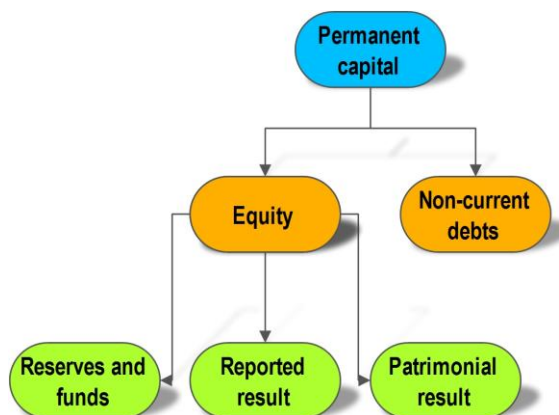 Permanent
capital
Equity
Non-current
debts
Reserves and
funds
Reported
result
Patrimonial
result